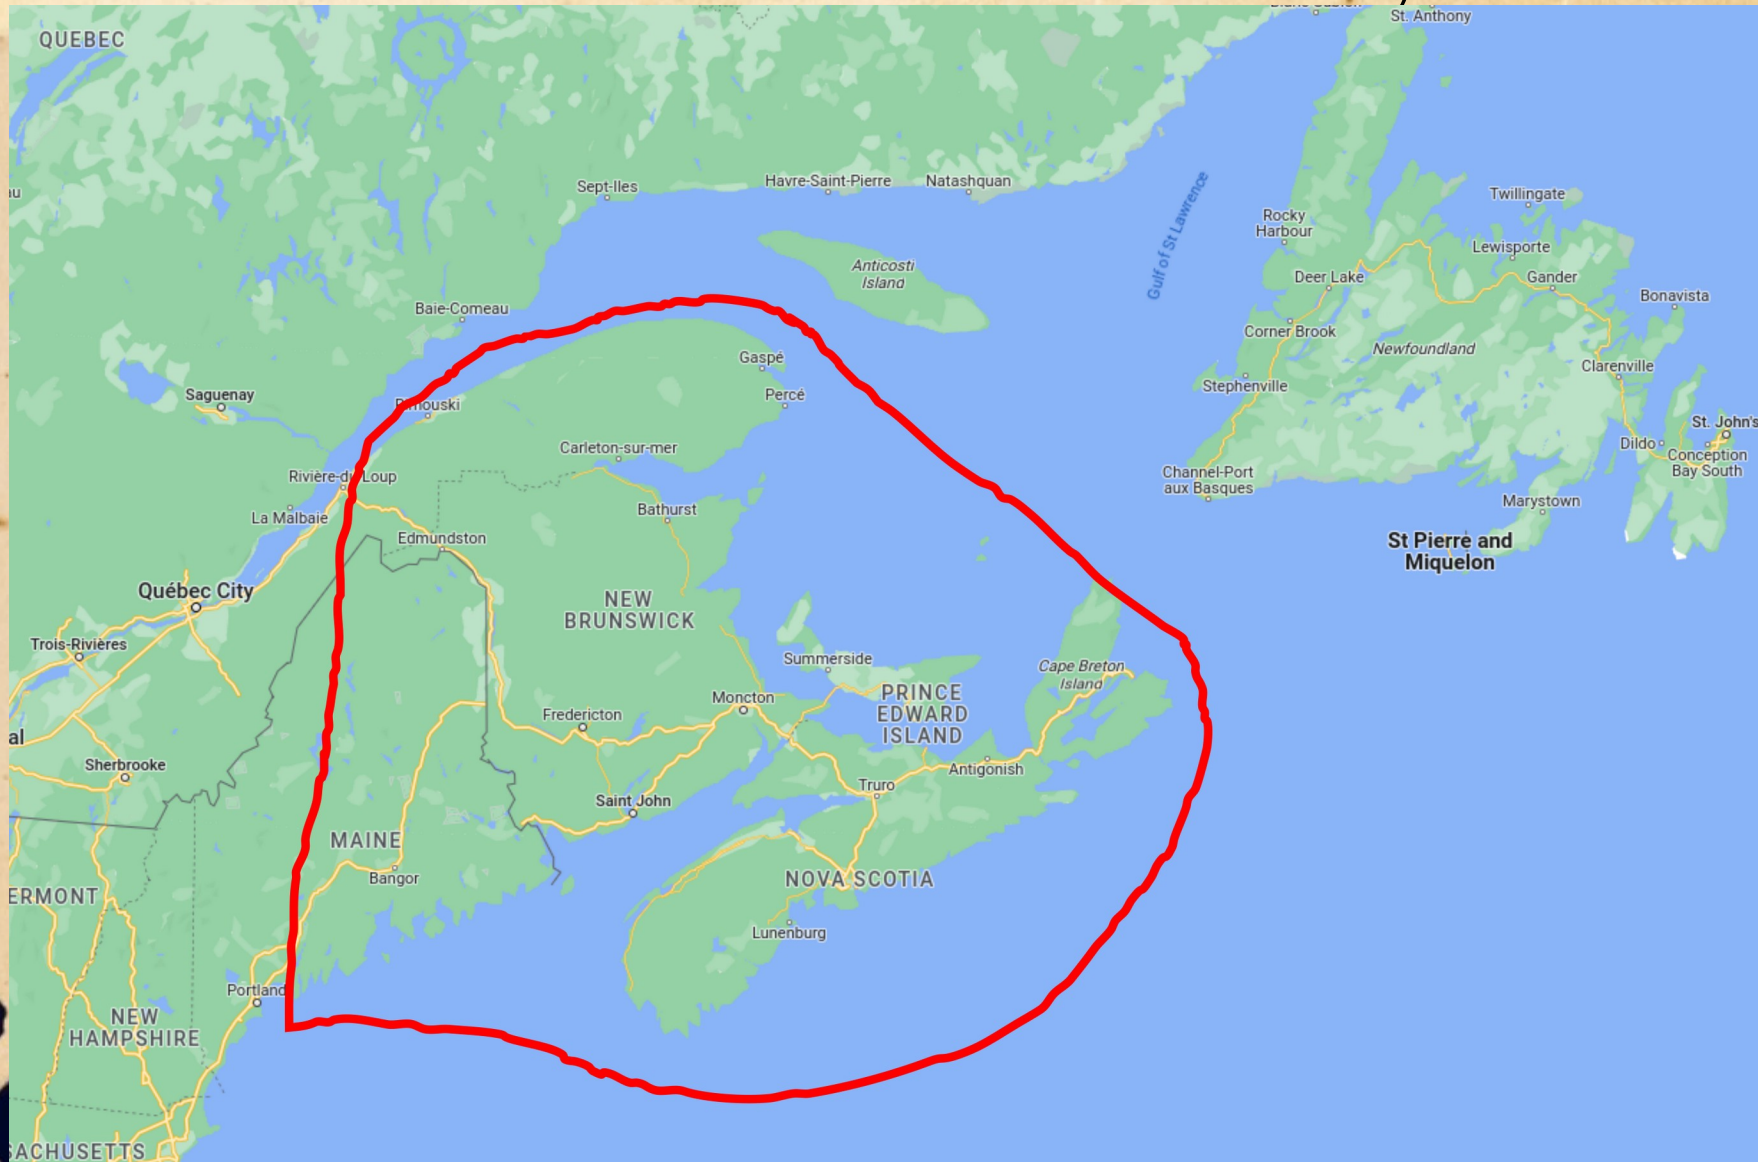 St. Anthony
QUEBEC
Sept-Iles
Havre-Saint-Pierre
Natashquan
Gulf of St Lawrence
Twillingate
Rocky
Harbour
Lewisporte
Anticosti
Island
Deer Lake
Gander
Bonavista
Baie-Comeau
Corner Brook
Newfoundland
Gaspé
Clarenville
Stephenville
Saguenay
Percé
Rimouski
St. John's
Carleton-sur-mer
Dildo
Conception
Bay South
Channel-Port
aux Basques
Rivière-du-Loup
La Malbaie
Bathurst
Marystown
Edmundston
St Pierre and
Miquelon
Québec City
NEW
BRUNSWICK
Trois-Rivières
Summerside
Cape Breton
Island
PRINCE
EDWARD
ISLAND
Moncton
Fredericton
al
Sherbrooke
Antigonish
Truro
Saint John
MAINE
Bangor
NOVA SCOTIA
ERMONT
Lunenburg
Portland
NEW
HAMPSHIRE
SACHUSETTS